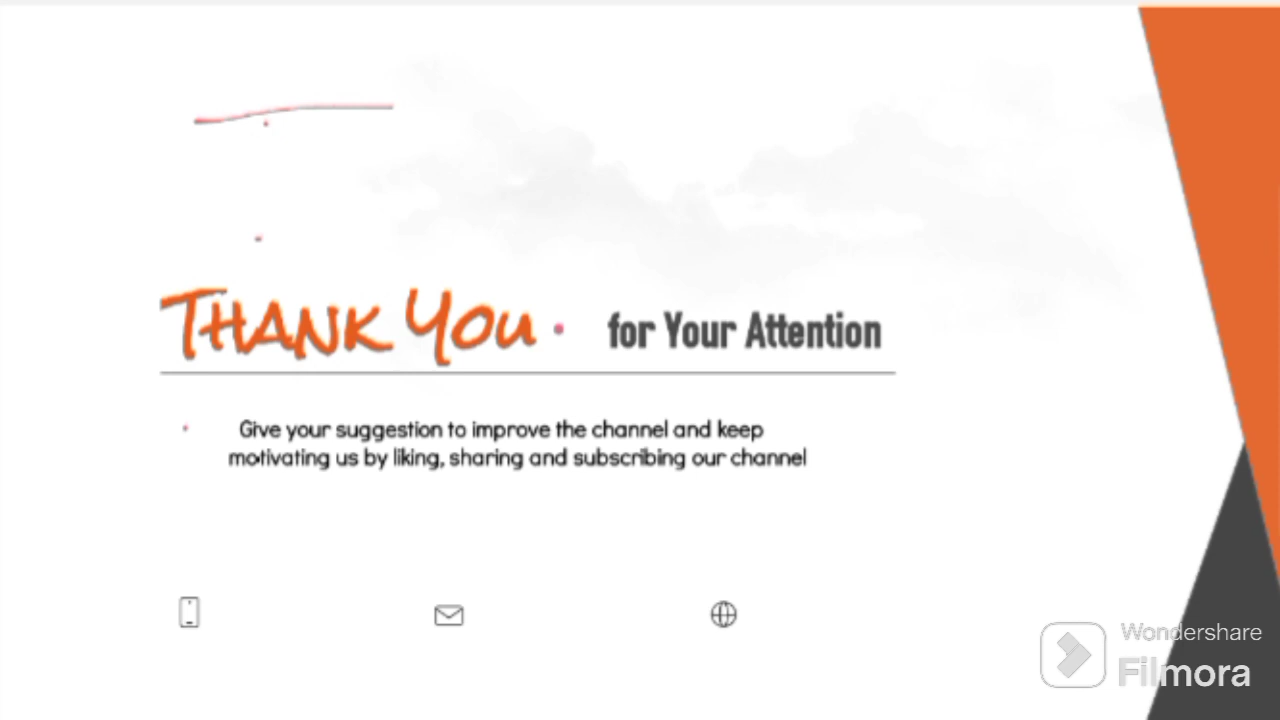 THANK YOU for Your Attention
Give your suggestion to improve the channel and keep
motivating us by liking, sharing and subscribing our channel
Wondershare
Filmora